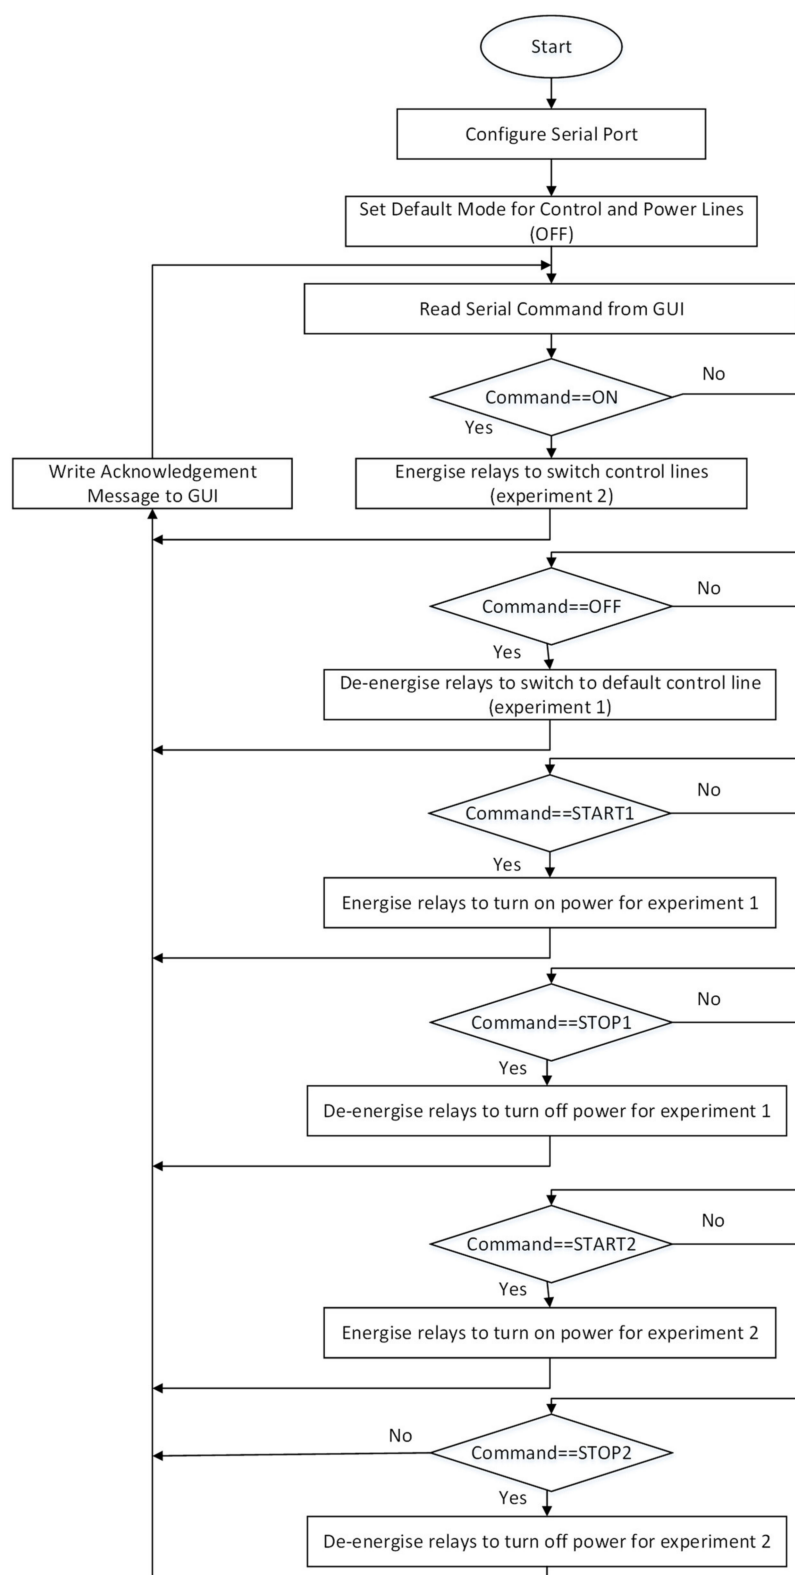 Start
Configure Serial Port
Set Default Mode for Control and Power Lines
(OFF)
Read Serial Command from GUI
Command==ON
No
Yes
Write Acknowledgement
Message to GUI
Energise relays to switch control lines
(experiment 2)
Command==OFF
No
Yes
De-energise relays to switch to default control line
(experiment 1)
Command==START1
No
Yes
Energise relays to turn on power for experiment 1
Command==STOP1
No
Yes
De-energise relays to turn off power for experiment 1
Command==START2
No
Yes
Energise relays to turn on power for experiment 2
No
Command==STOP2
Yes
De-energise relays to turn off power for experiment 2